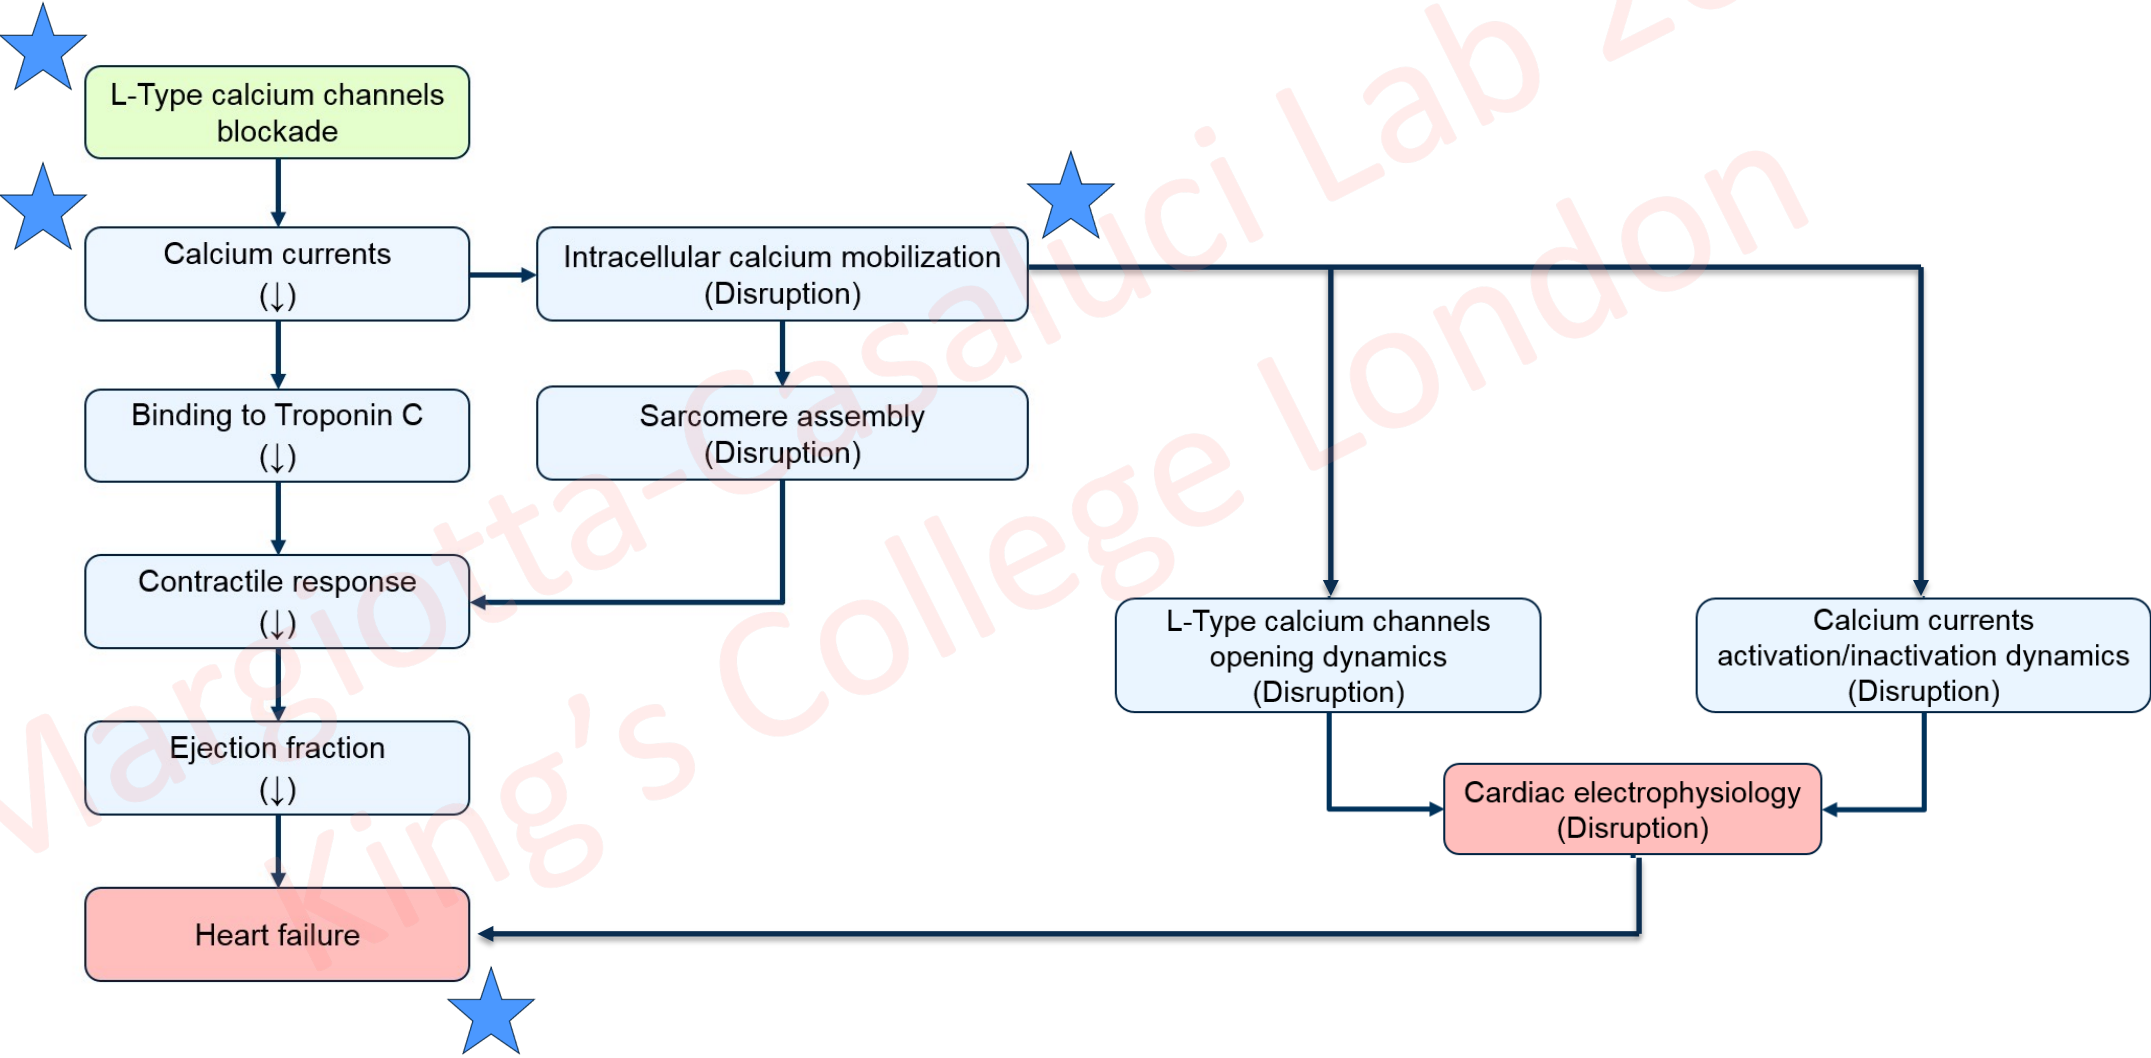 L-Type calcium channels
blockade
Calcium currents
(↓)
Intracellular calcium mobilization
(Disruption)
Binding to Troponin C
(↓)
Sarcomere assembly
(Disruption)
Contractile response
(↓)
L-Type calcium channels
opening dynamics
(Disruption)
Calcium currents
activation/inactivation dynamics
(Disruption)
Ejection fraction
(↓)
Cardiac electrophysiology
(Disruption)
Heart failure
Margiotta-Casaluci Lab
King's College London